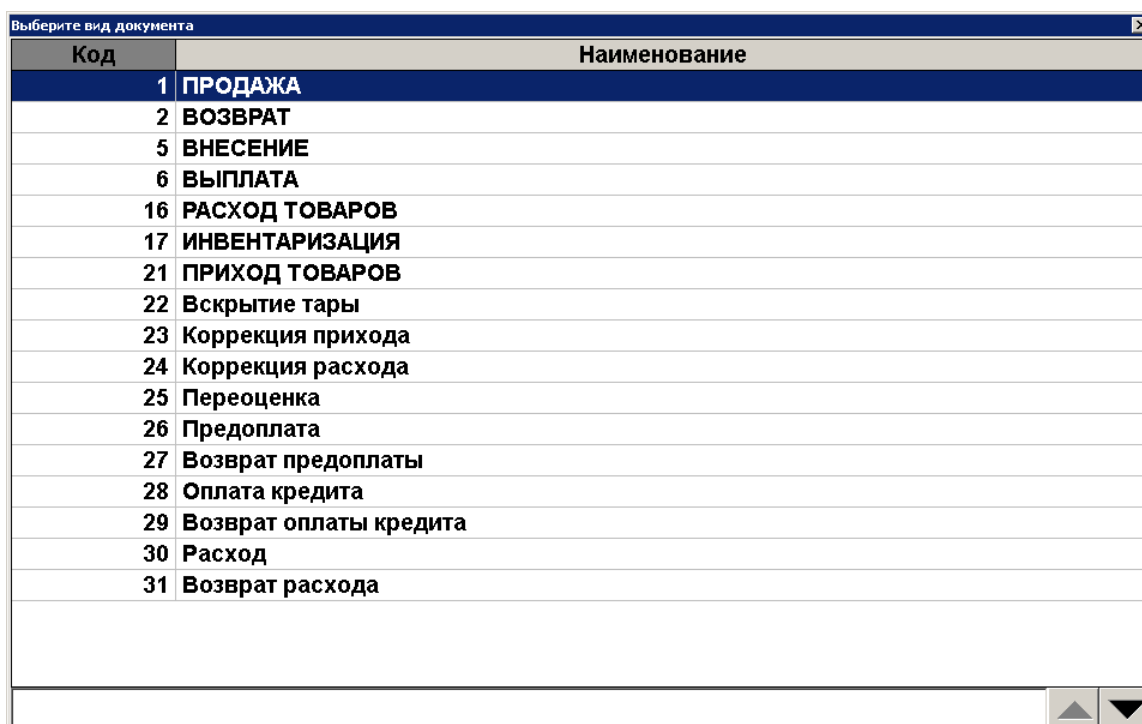 Выберите вид документа
Код Наименование
1 ПРОДАЖА
2 ВОЗВРАТ
5 ВНЕСЕНИЕ
6 ВЫПЛАТА
16 РАСХОД ТОВАРОВ
17 ИНВЕНТАРИЗАЦИЯ
21 ПРИХОД ТОВАРОВ
22 Вскрытие тары
23 Коррекция прихода
24 Коррекция расхода
25 Переоценка
26 Предоплата
27 Возврат предоплаты
28 Оплата кредита
29 Возврат оплаты кредита
30 Расход
31 Возврат расхода